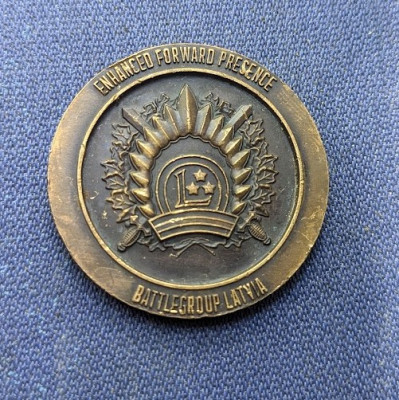 ENHANCED FORWARD PRESENCE
L
BATTLEGROUP LATVIA